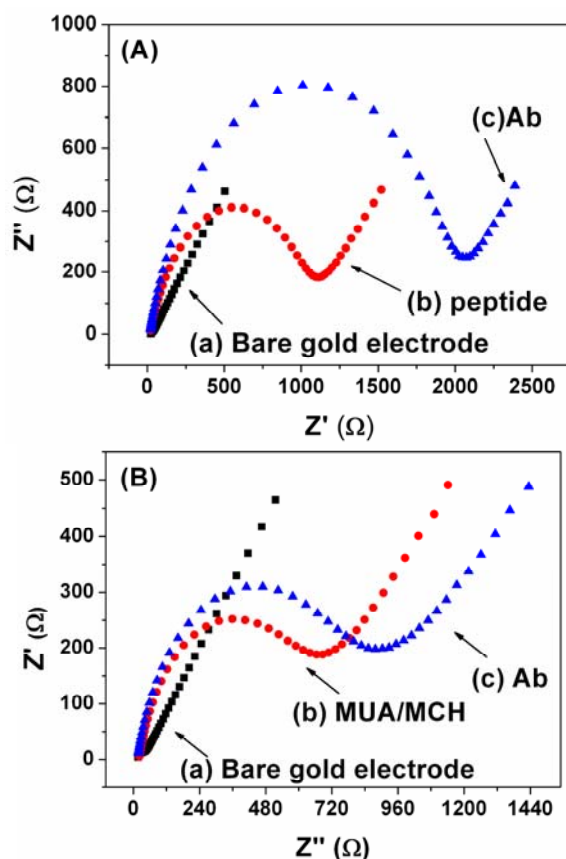 (A)
1000
800
600
400
200
0
Z'' (Ω)
(c)Ab
(b) peptide
(a) Bare gold electrode
0 500 1000 1500 2000 2500
Z' (Ω)
(B)
500
400
300
200
100
0
Z' (Ω)
(c) Ab
(b) MUA/MCH
(a) Bare gold electrode
0 240 480 720 960 1200 1440
Z'' (Ω)